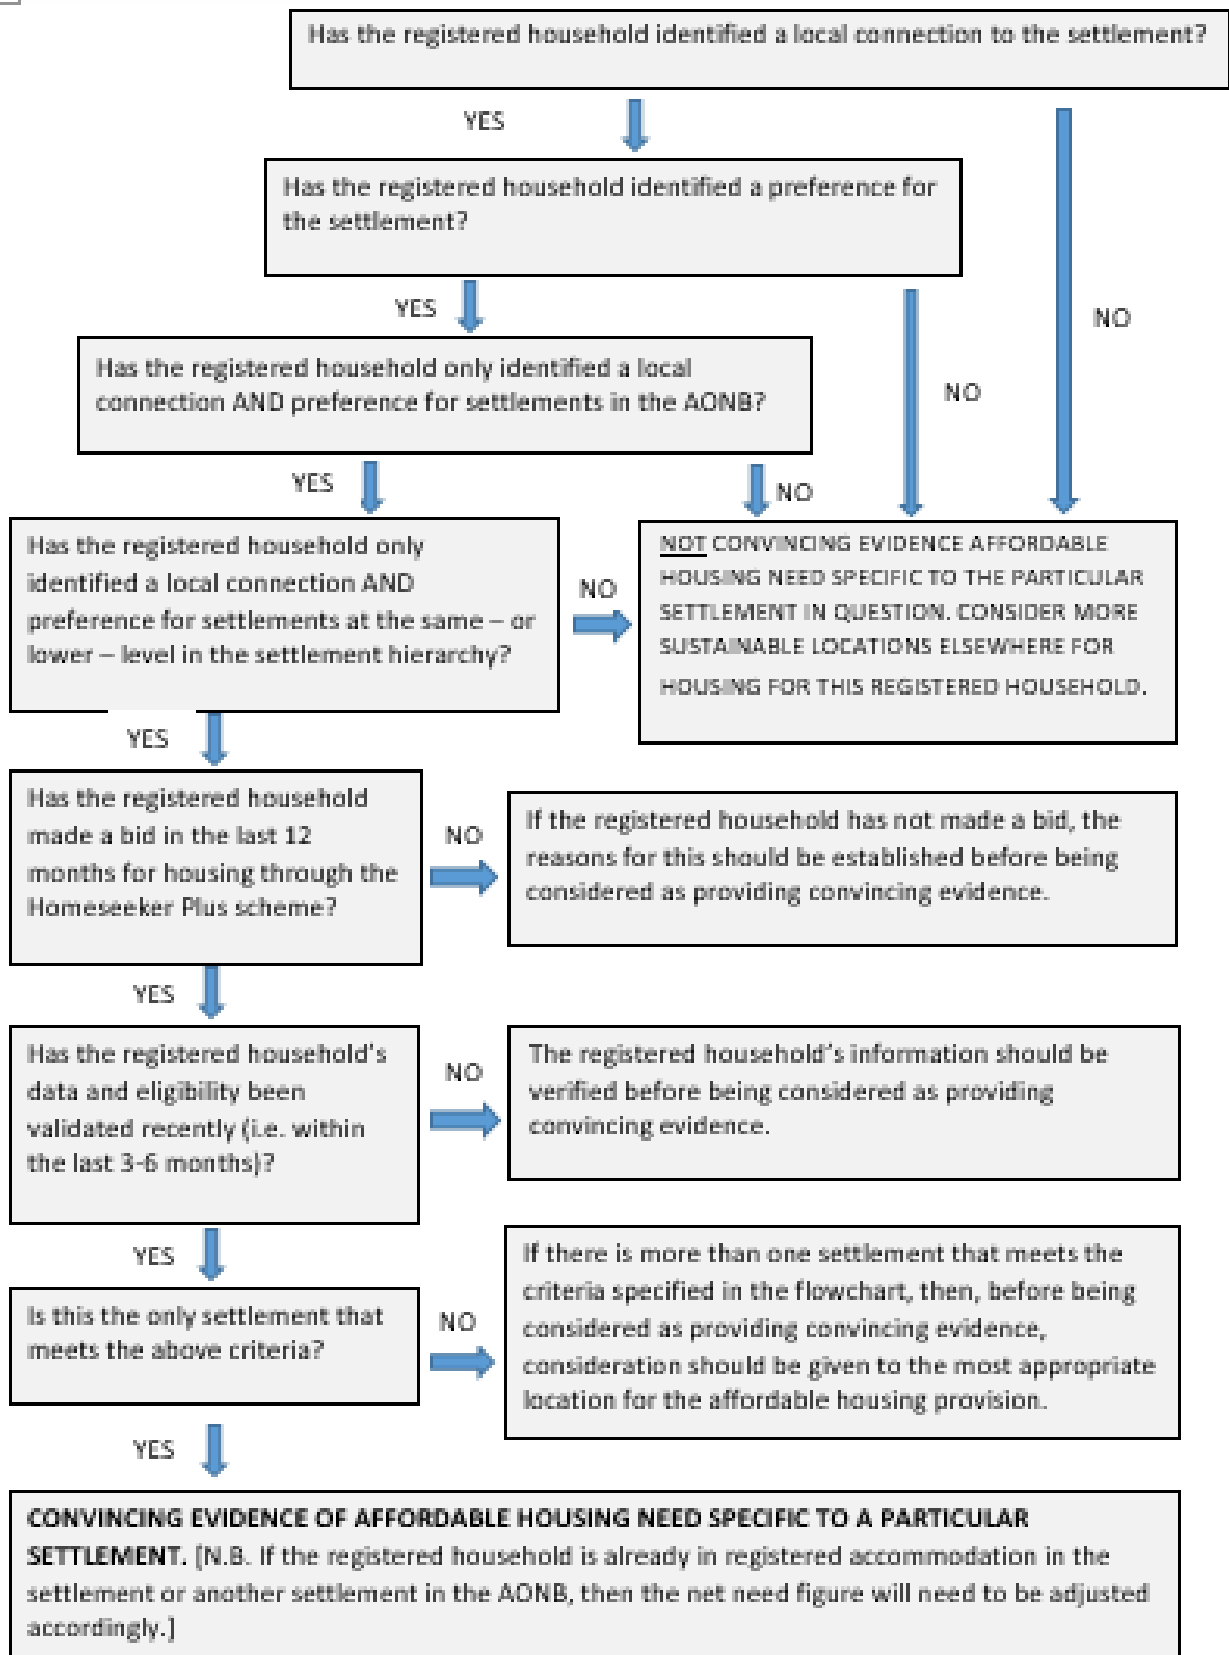 Has the registered household identified a local connection to the settlement?
YES
Has the registered household identified a preference for
the settlement?
YES
NO
Has the registered household only identified a local
connection AND preference for settlements in the AONB?
NO
YES
NO
Has the registered household only
identified a local connection AND
preference for settlements at the same – or
lower – level in the settlement hierarchy?
NO
NOT CONVINCING EVIDENCE AFFORDABLE
HOUSING NEED SPECIFIC TO THE PARTICULAR
SETTLEMENT IN QUESTION. CONSIDER MORE
SUSTAINABLE LOCATIONS ELSEWHERE FOR
HOUSING FOR THIS REGISTERED HOUSEHOLD.
YES
Has the registered household
made a bid in the last 12
months for housing through the
Homeseeker Plus scheme?
NO
If the registered household has not made a bid, the
reasons for this should be established before being
considered as providing convincing evidence.
YES
Has the registered household's
data and eligibility been
validated recently (i.e. within
the last 3-6 months)?
NO
The registered household's information should be
verified before being considered as providing
convincing evidence.
YES
Is this the only settlement that
meets the above criteria?
NO
If there is more than one settlement that meets the
criteria specified in the flowchart, then, before being
considered as providing convincing evidence,
consideration should be given to the most appropriate
location for the affordable housing provision.
YES
CONVINCING EVIDENCE OF AFFORDABLE HOUSING NEED SPECIFIC TO A PARTICULAR
SETTLEMENT. [N.B. If the registered household is already in registered accommodation in the
settlement or another settlement in the AONB, then the net need figure will need to be adjusted
accordingly.]